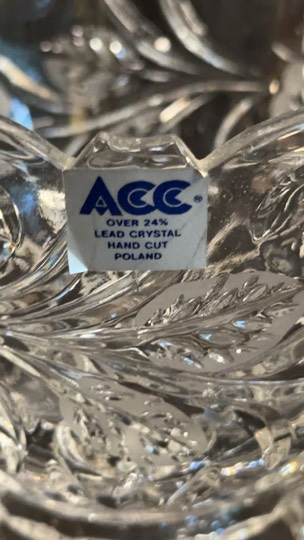 ACC®
OVER 24%
LEAD CRYSTAL
HAND CUT
POLAND